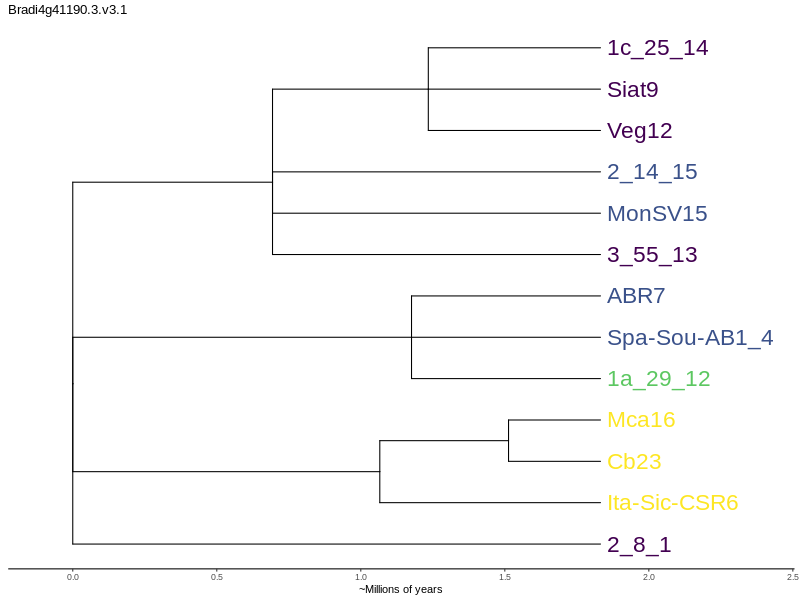 Bradi4g41190.3.v3.1
1c_25_14
Siat9
Veg12
2_14_15
MonSV15
3_55_13
ABR7
Spa-Sou-AB1_4
1a_29_12
Mca16
Cb23
Ita-Sic-CSR6
2_8_1
0.0 0.5 1.0 1.5 2.0 2.5
~Millions of years